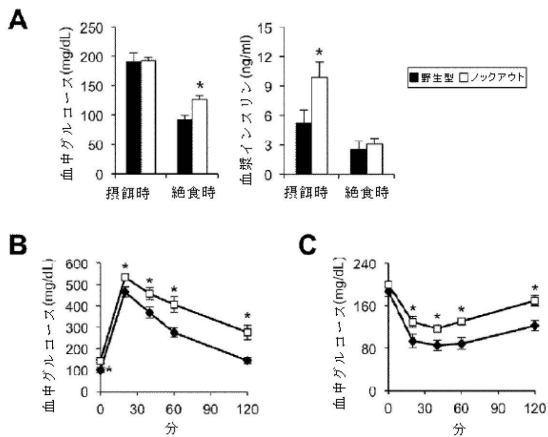 A
血中グルコース(mg/dL)
250
200
150
100
50
0
*
摂餌時 絶食時
血漿インスリン(ng/ml)
15
12
9
6
3
0
*
摂餌時 絶食時
野生型 ノックアウト
B
血中グルコース(mg/dL)
600
500
400
300
200
100
0
* * * * *
*
0 30 60 90 120
分
C
血中グルコース(mg/dL)
240
160
80
0
* * * *
0 30 60 90 120
分